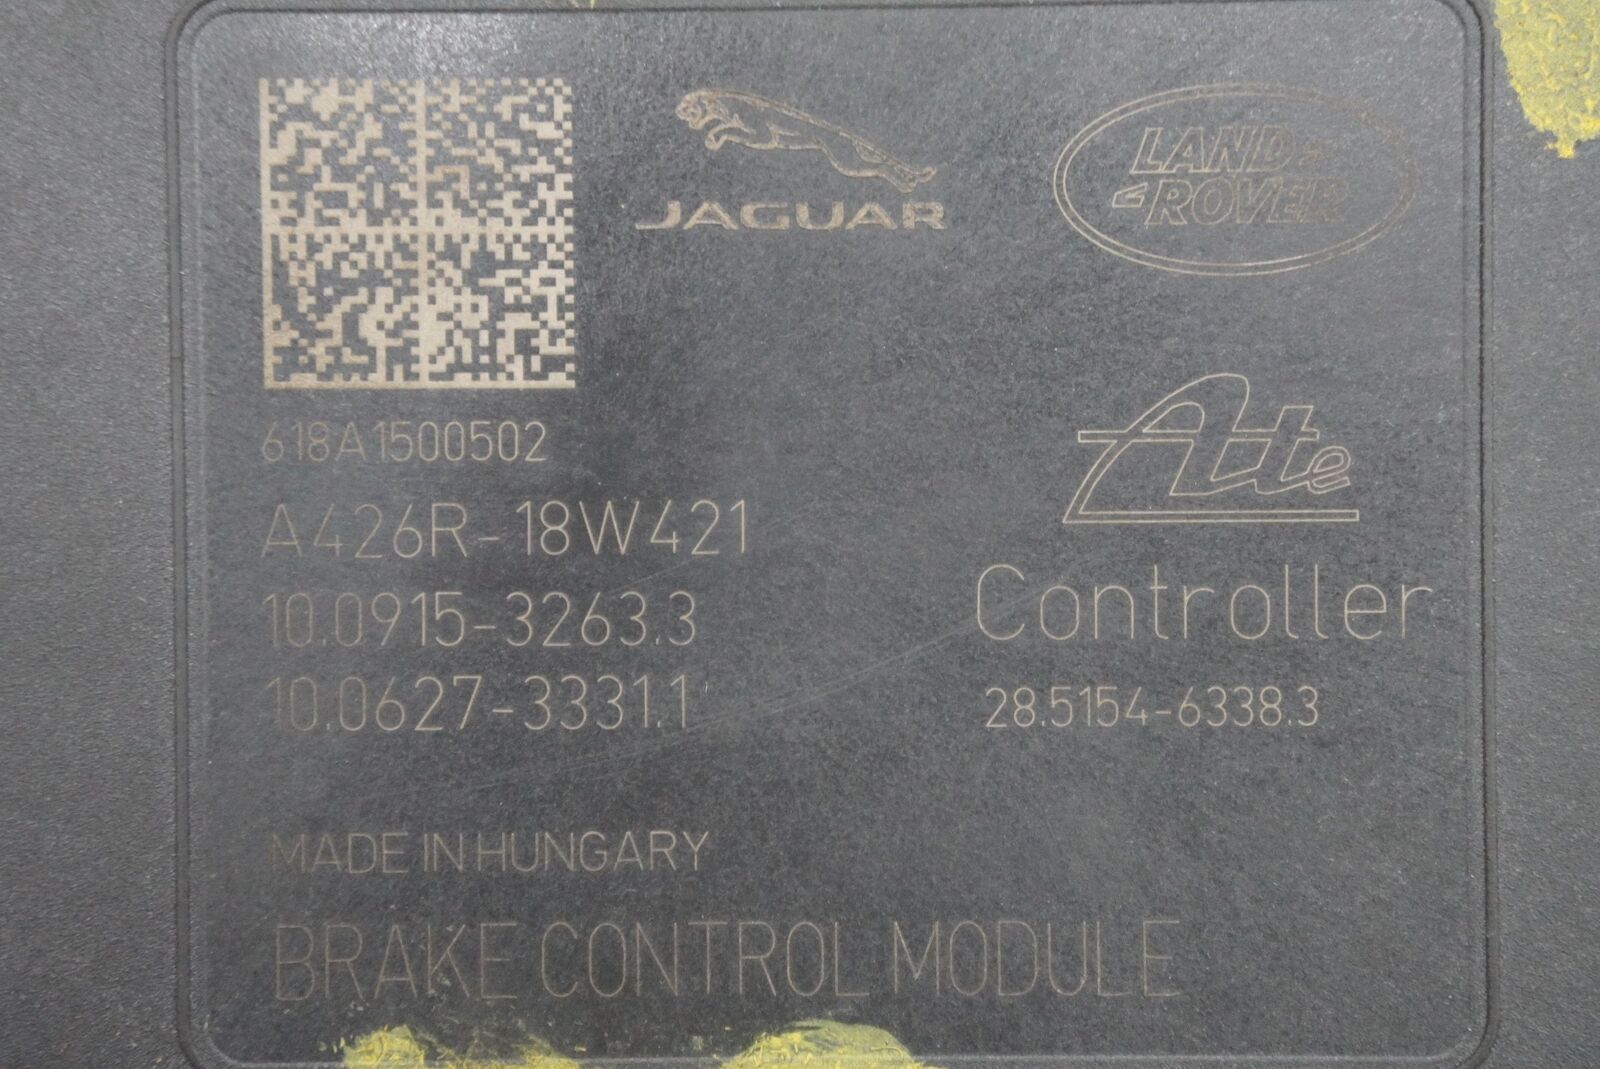 JAGUAR
LAND
ROVER
618A1500502
A426R-18W421
10.0915-3263.3
10.0627-3331.1
Ate
Controller
28.5154-6338.3
MADE IN HUNGARY
BRAKE CONTROL MODULE